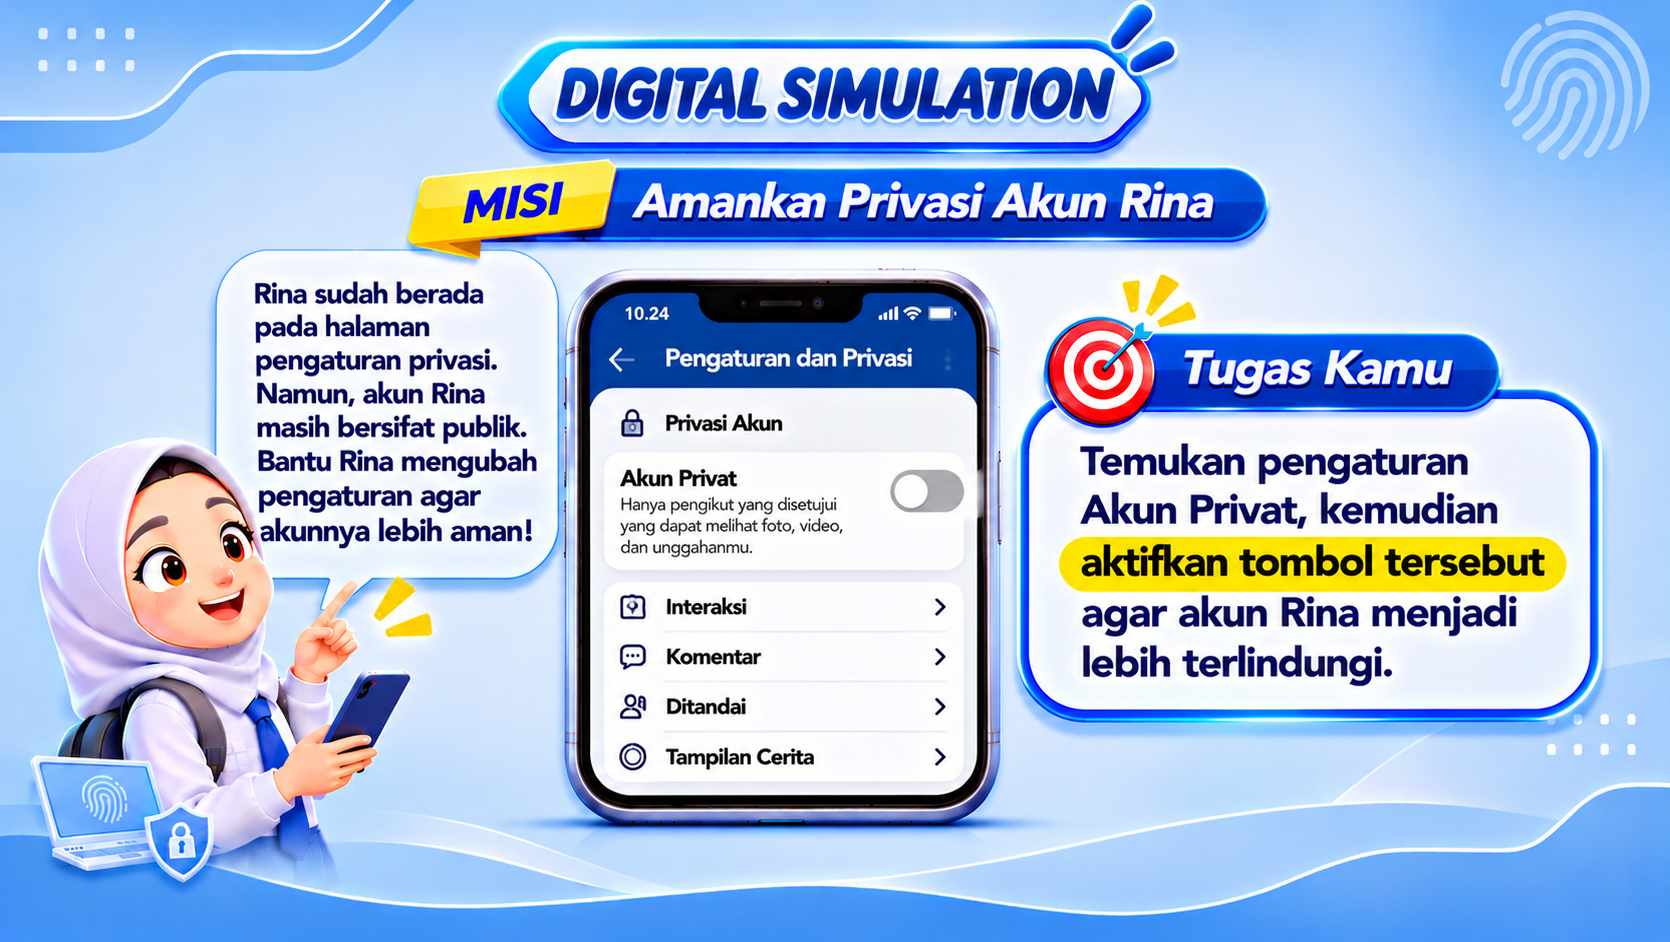 DIGITAL SIMULATION
MISI
Amankan Privasi Akun Rina
Rina sudah berada
pada halaman
pengaturan privasi.
Namun, akun Rina
masih bersifat publik.
Bantu Rina mengubah
pengaturan agar
akunnya lebih aman!
10.24
Pengaturan dan Privasi
Privasi Akun
Akun Privat
Hanya pengikut yang disetujui
yang dapat melihat foto, video,
dan unggahanmu.
Interaksi
Komentar
Ditandai
Tampilan Cerita
Tugas Kamu
Temukan pengaturan
Akun Privat, kemudian
aktifkan tombol tersebut
agar akun Rina menjadi
lebih terlindungi.